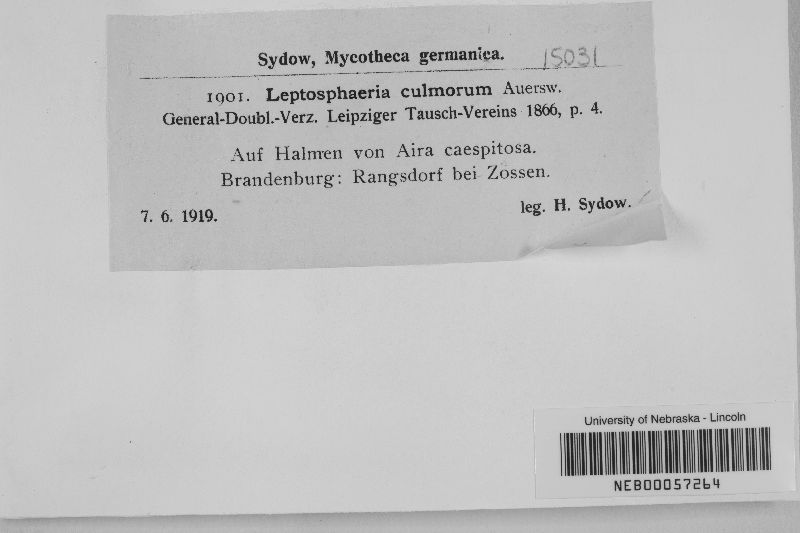 Sydow, Mycotheca germanica. 15031
1901. Leptosphaeria culmorum Auersw.
General-Doubl.-Verz. Leipziger Tausch-Vereins 1866, p. 4.
Auf Halmen von Aira caespitosa.
Brandenburg: Rangsdorf bei Zossen.
7. 6. 1919. leg. H. Sydow.
University of Nebraska - Lincoln
NEB00057264